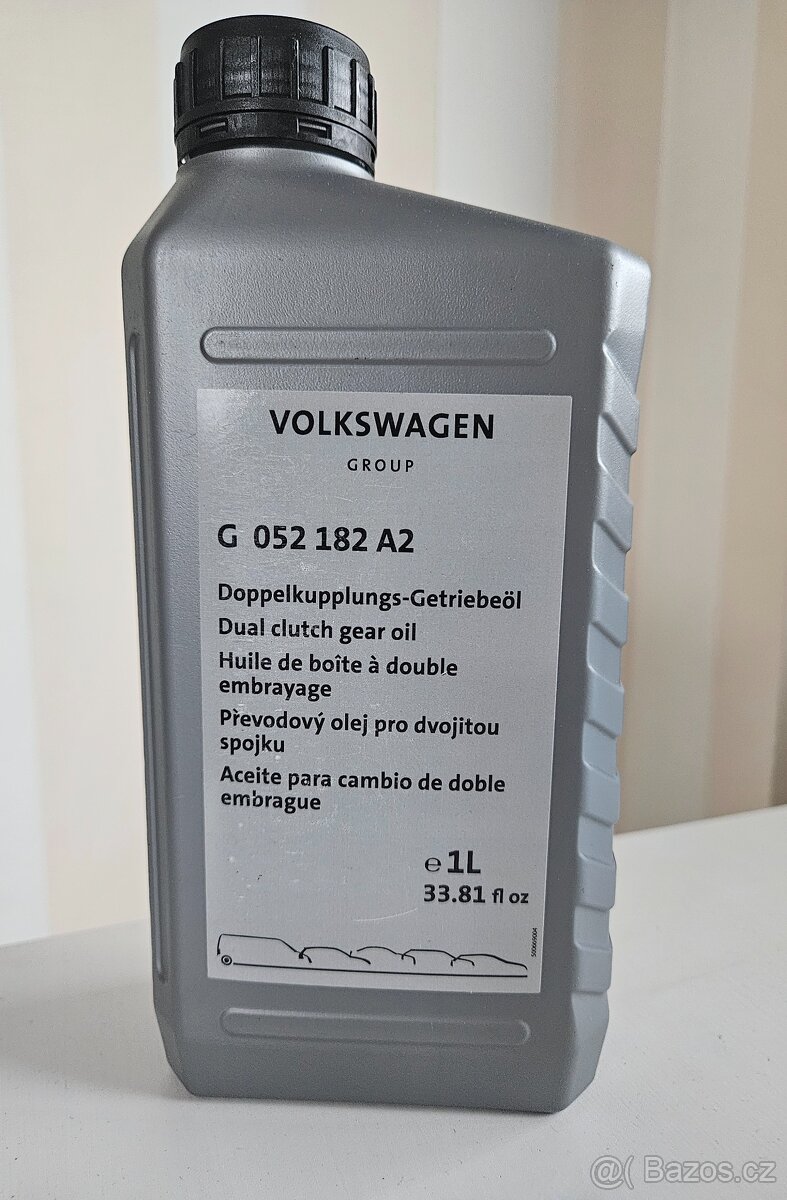 VOLKSWAGEN
GROUP
G 052 182 A2
Doppelkupplungs-Getriebeöl
Dual clutch gear oil
Huile de boîte à double
embrayage
Převodový olej pro dvojitou
spojku
Aceite para cambio de doble
embrague
e 1L
33.81 fl oz
@( Bazos.cz